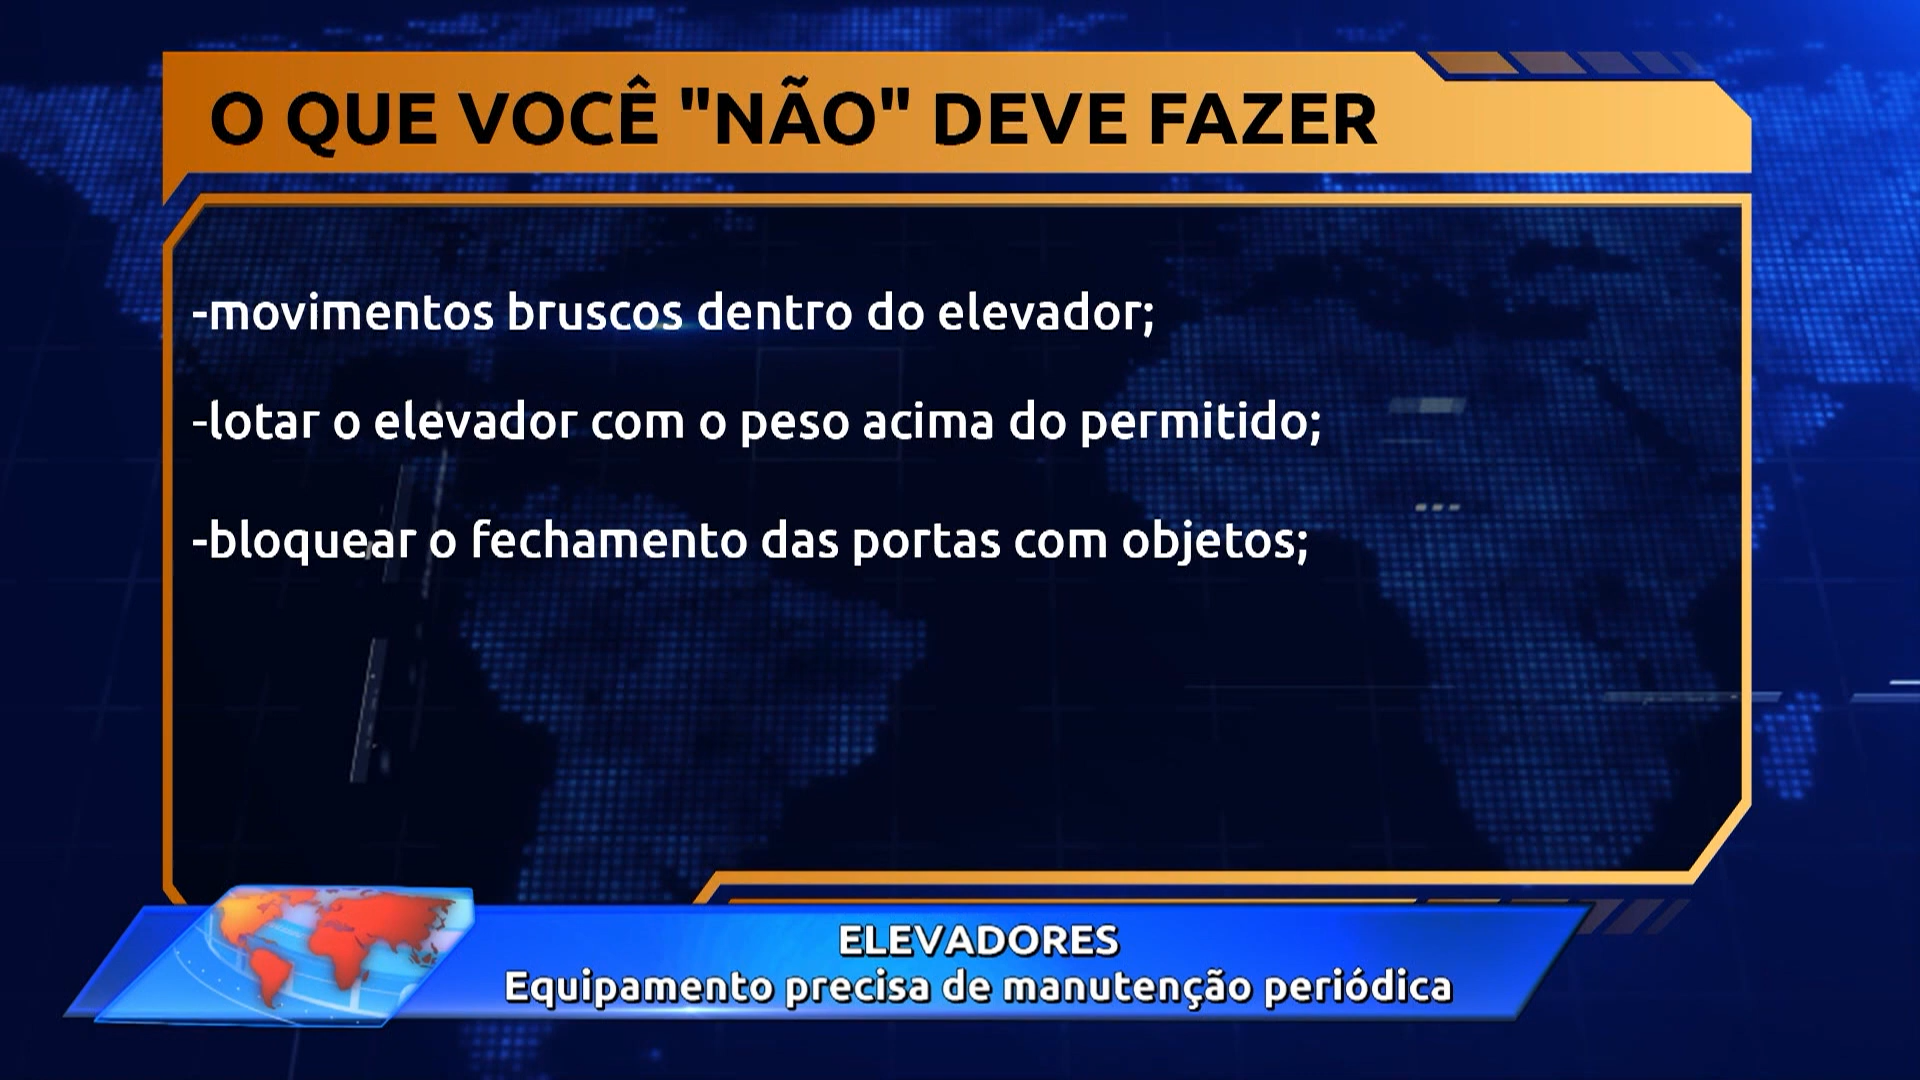 O QUE VOCÊ "NÃO" DEVE FAZER
-movimentos bruscos dentro do elevador;
-lotar o elevador com o peso acima do permitido;
-bloquear o fechamento das portas com objetos;
ELEVADORES
Equipamento precisa de manutenção periódica